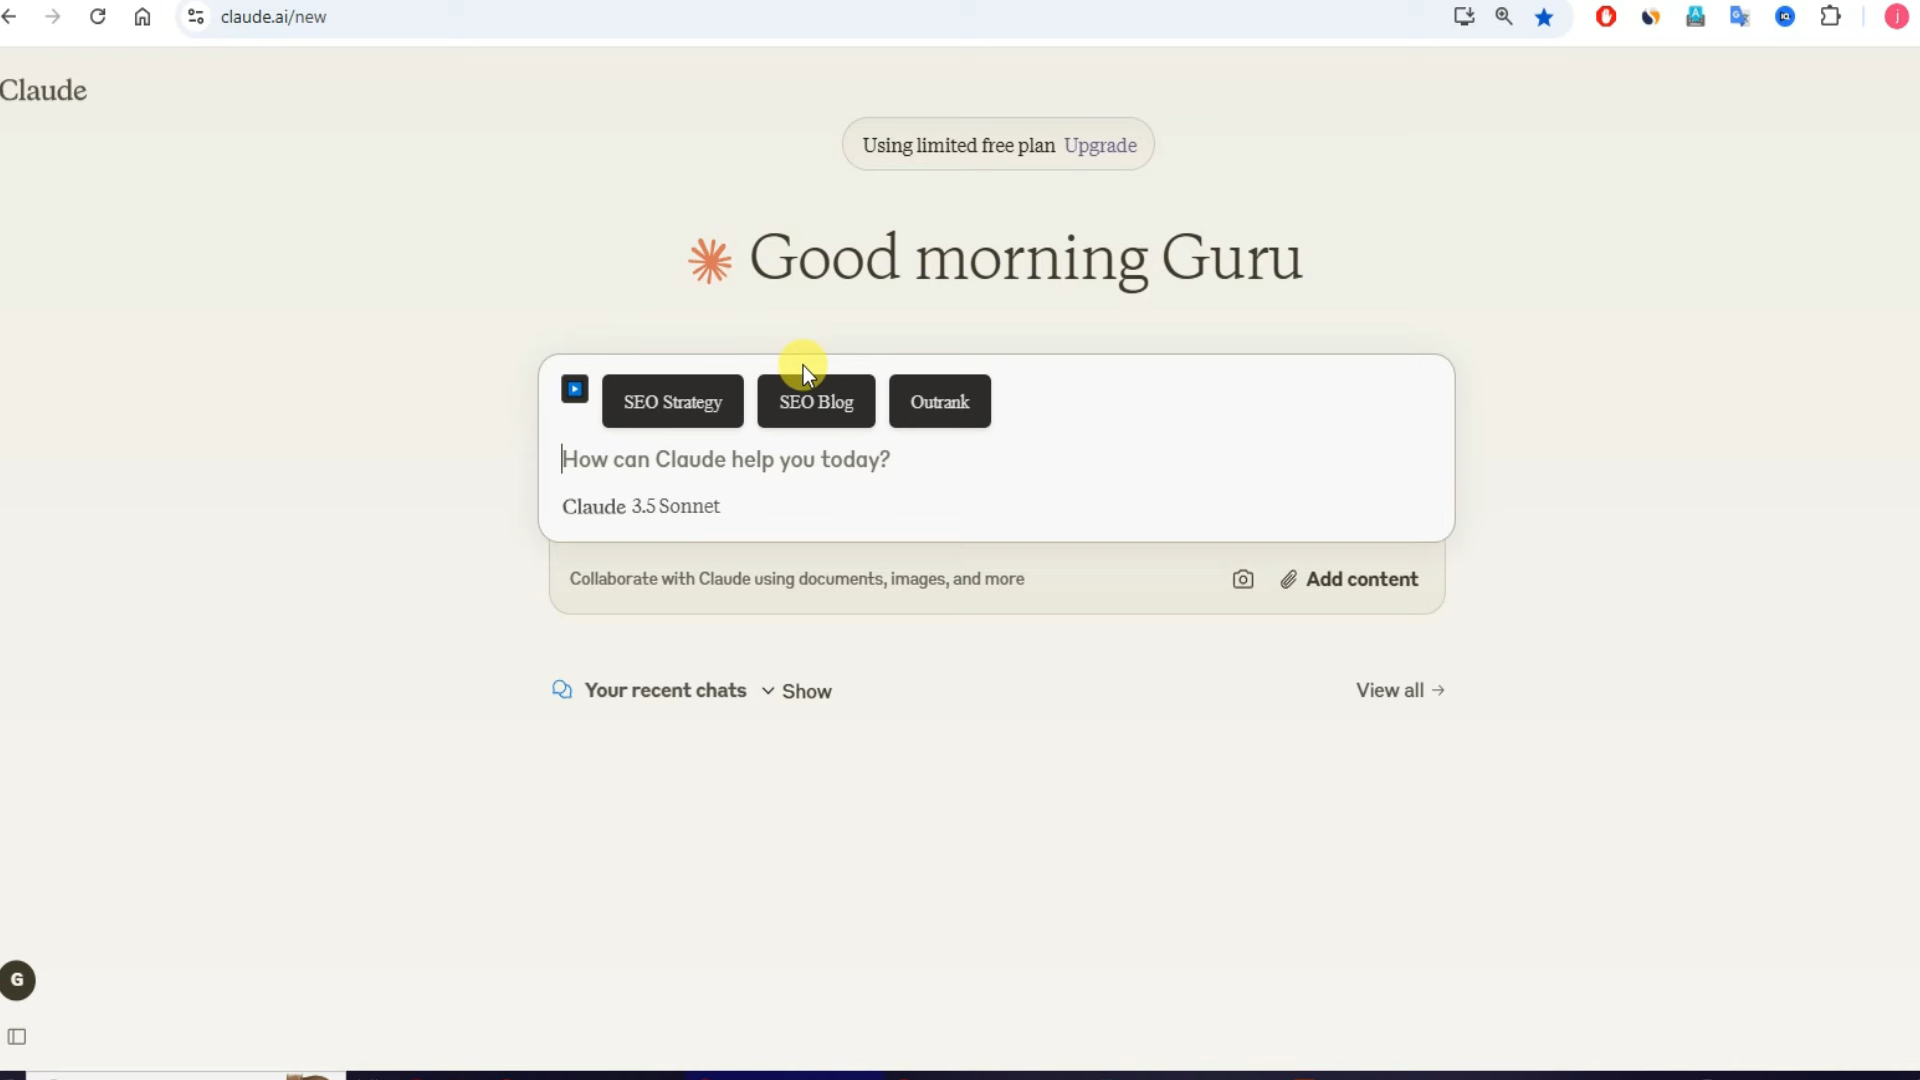 claude.ai/new
Claude
Using limited free plan Upgrade
Good morning Guru
SEO Strategy SEO Blog Outrank
How can Claude help you today?
Claude 3.5 Sonnet
Collaborate with Claude using documents, images, and more Add content
Your recent chats Show View all
G
j